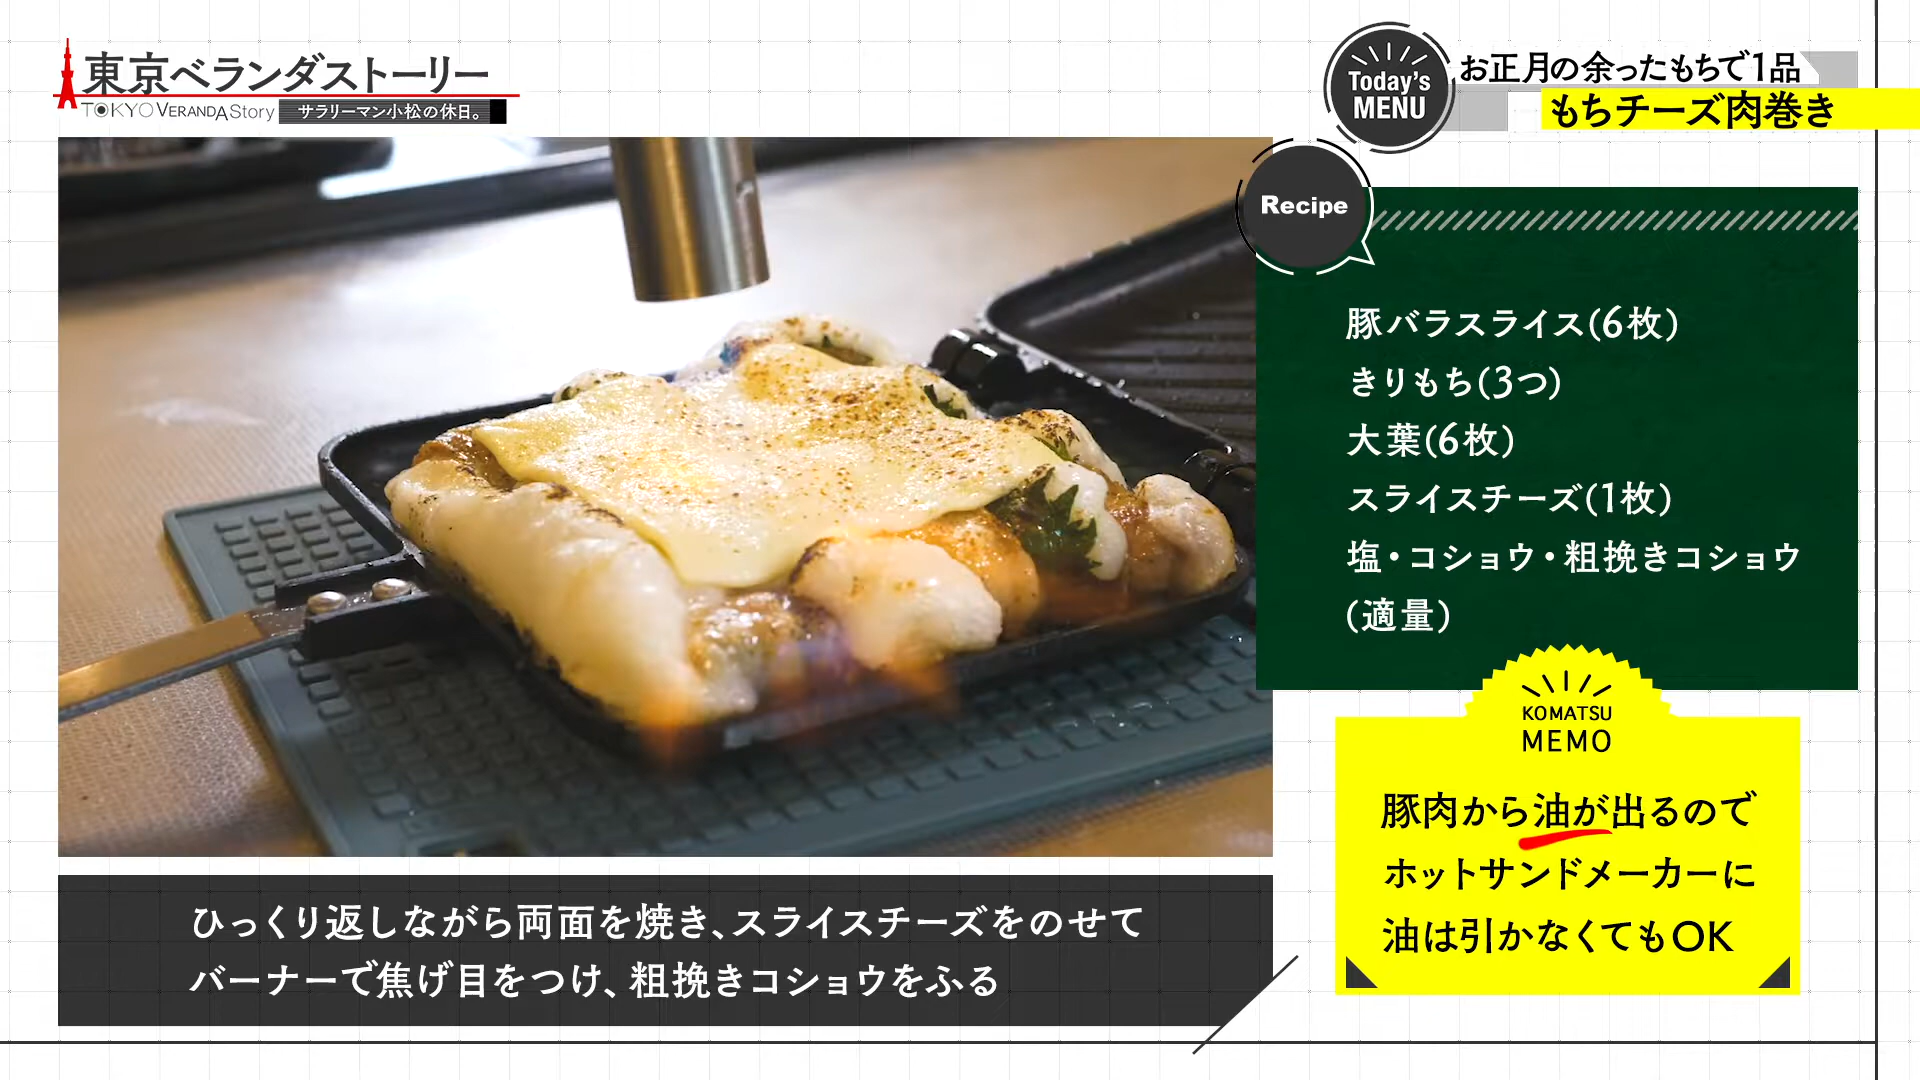 東京ベランダストーリー
TOKYO VERANDA Story サラリーマン小松の休日。
Today's
MENU
お正月の余ったもちで1品
もちチーズ肉巻き
Recipe
豚バラスライス(6枚)
きりもち(3つ)
大葉(6枚)
スライスチーズ(1枚)
塩・コショウ・粗挽きコショウ
(適量)
KOMATSU
MEMO
豚肉から油が出るので
ホットサンドメーカーに
油は引かなくてもOK
ひっくり返しながら両面を焼き、スライスチーズをのせて
バーナーで焦げ目をつけ、粗挽きコショウをふる